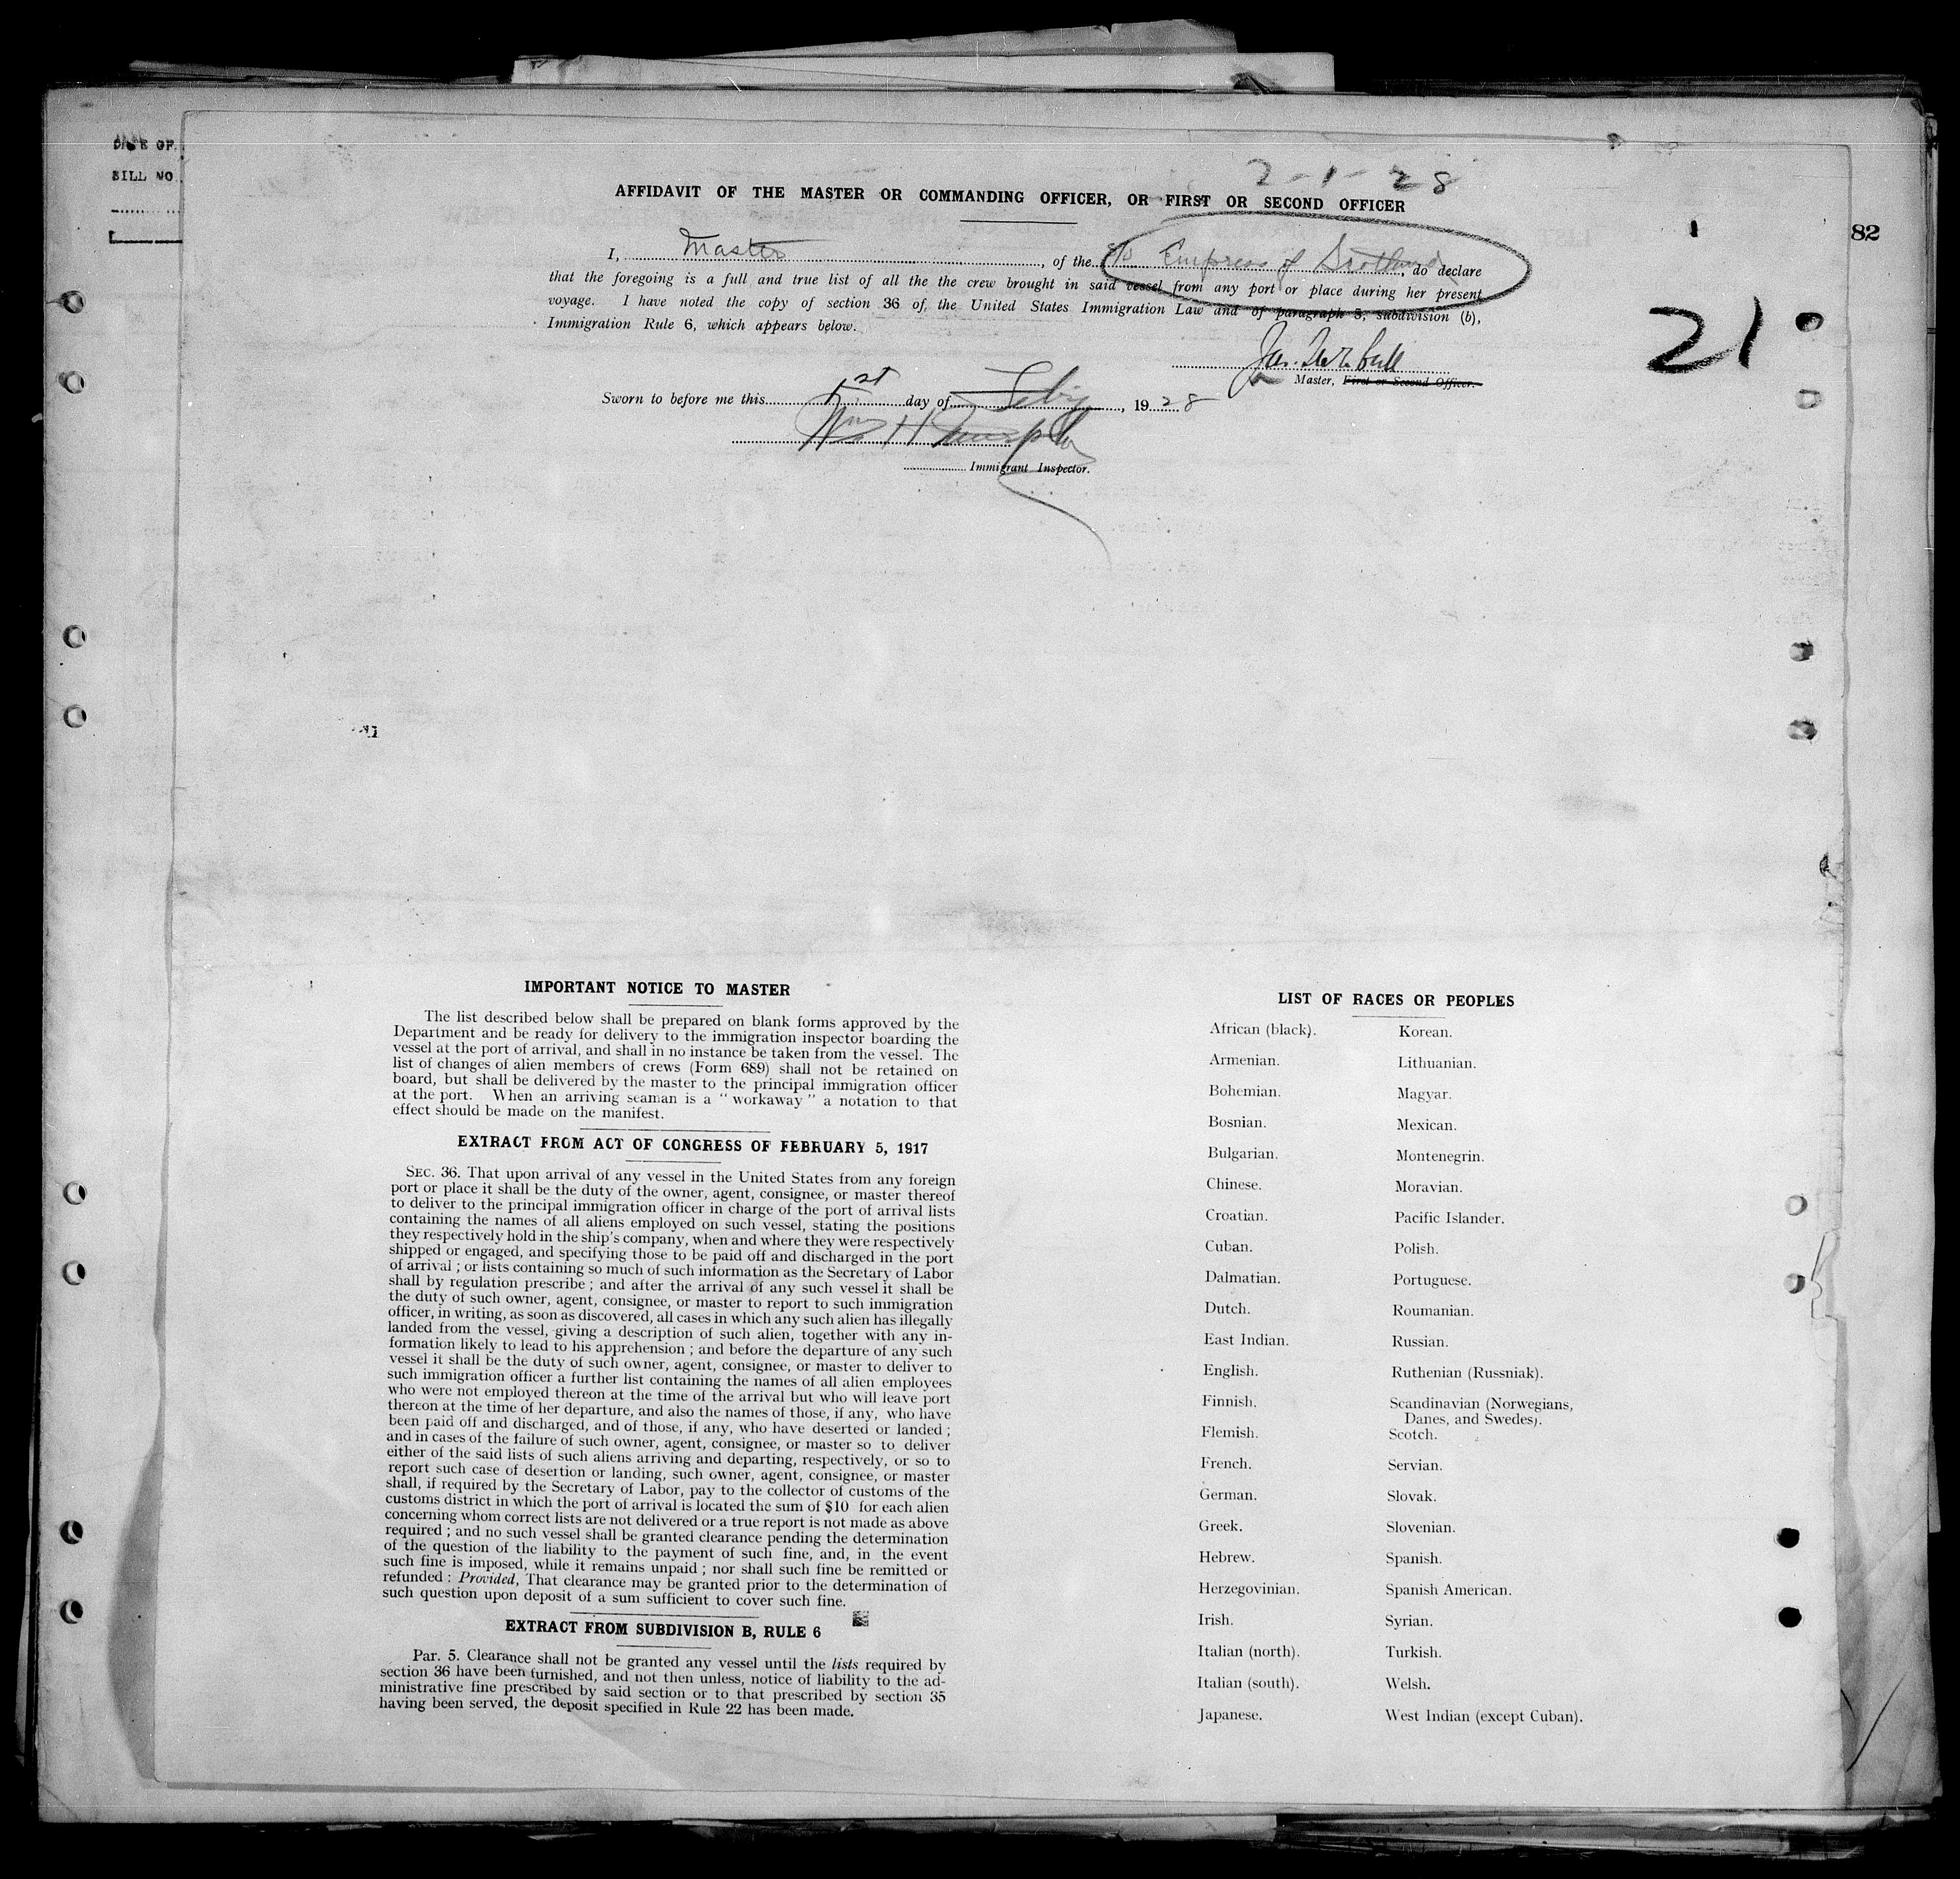 DATE OF
BILL NO.
2-1-28
AFFIDAVIT OF THE MASTER OR COMMANDING OFFICER, OR FIRST OR SECOND OFFICER
1
82
I, Master, of the S/S Empress of Scotland, do declare
that the foregoing is a full and true list of all the crew brought in said vessel from any port or place during her present
voyage. I have noted the copy of section 36 of, the United States Immigration Law and of paragraph 5, subdivision (b),
Immigration Rule 6, which appears below.
21
Jas. Turnbull
Master, First or Second Officer.
Sworn to before me this 1st day of Feby, 1928
Wm H Murphy
Immigrant Inspector.
IMPORTANT NOTICE TO MASTER
The list described below shall be prepared on blank forms approved by the
Department and be ready for delivery to the immigration inspector boarding the
vessel at the port of arrival, and shall in no instance be taken from the vessel. The
list of changes of alien members of crews (Form 689) shall not be retained on
board, but shall be delivered by the master to the principal immigration officer
at the port. When an arriving seaman is a "workaway" a notation to that
effect should be made on the manifest.
EXTRACT FROM ACT OF CONGRESS OF FEBRUARY 5, 1917
SEC. 36. That upon arrival of any vessel in the United States from any foreign
port or place it shall be the duty of the owner, agent, consignee, or master thereof
to deliver to the principal immigration officer in charge of the port of arrival lists
containing the names of all aliens employed on such vessel, stating the positions
they respectively hold in the ship's company, when and where they were respectively
shipped or engaged, and specifying those to be paid off and discharged in the port
of arrival; or lists containing so much of such information as the Secretary of Labor
shall by regulation prescribe; and after the arrival of any such vessel it shall be
the duty of such owner, agent, consignee, or master to report to such immigration
officer, in writing, as soon as discovered, all cases in which any such alien has illegally
landed from the vessel, giving a description of such alien, together with any in-
formation likely to lead to his apprehension; and before the departure of any such
vessel it shall be the duty of such owner, agent, consignee, or master to deliver to
such immigration officer a further list containing the names of all alien employees
who were not employed thereon at the time of the arrival but who will leave port
thereon at the time of her departure, and also the names of those, if any, who have
been paid off and discharged, and of those, if any, who have deserted or landed;
and in cases of the failure of such owner, agent, consignee, or master so to deliver
either of the said lists of such aliens arriving and departing, respectively, or so to
report such case of desertion or landing, such owner, agent, consignee, or master
shall, if required by the Secretary of Labor, pay to the collector of customs of the
customs district in which the port of arrival is located the sum of $10 for each alien
concerning whom correct lists are not delivered or a true report is not made as above
required; and no such vessel shall be granted clearance pending the determination
of the question of the liability to the payment of such fine, and, in the event
such fine is imposed, while it remains unpaid; nor shall such fine be remitted or
refunded: Provided, That clearance may be granted prior to the determination of
such question upon deposit of a sum sufficient to cover such fine.
EXTRACT FROM SUBDIVISION B, RULE 6
Par. 5. Clearance shall not be granted any vessel until the lists required by
section 36 have been furnished, and not then unless, notice of liability to the ad-
ministrative fine prescribed by said section or to that prescribed by section 35
having been served, the deposit specified in Rule 22 has been made.
LIST OF RACES OR PEOPLES
African (black).
Armenian.
Bohemian.
Bosnian.
Bulgarian.
Chinese.
Croatian.
Cuban.
Dalmatian.
Dutch.
East Indian.
English.
Finnish.
Flemish.
French.
German.
Greek.
Hebrew.
Herzegovinian.
Irish.
Italian (north).
Italian (south).
Japanese.
Korean.
Lithuanian.
Magyar.
Mexican.
Montenegrin.
Moravian.
Pacific Islander.
Polish.
Portuguese.
Roumanian.
Russian.
Ruthenian (Russniak).
Scandinavian (Norwegians,
Danes, and Swedes).
Scotch.
Servian.
Slovak.
Slovenian.
Spanish.
Spanish American.
Syrian.
Turkish.
Welsh.
West Indian (except Cuban).